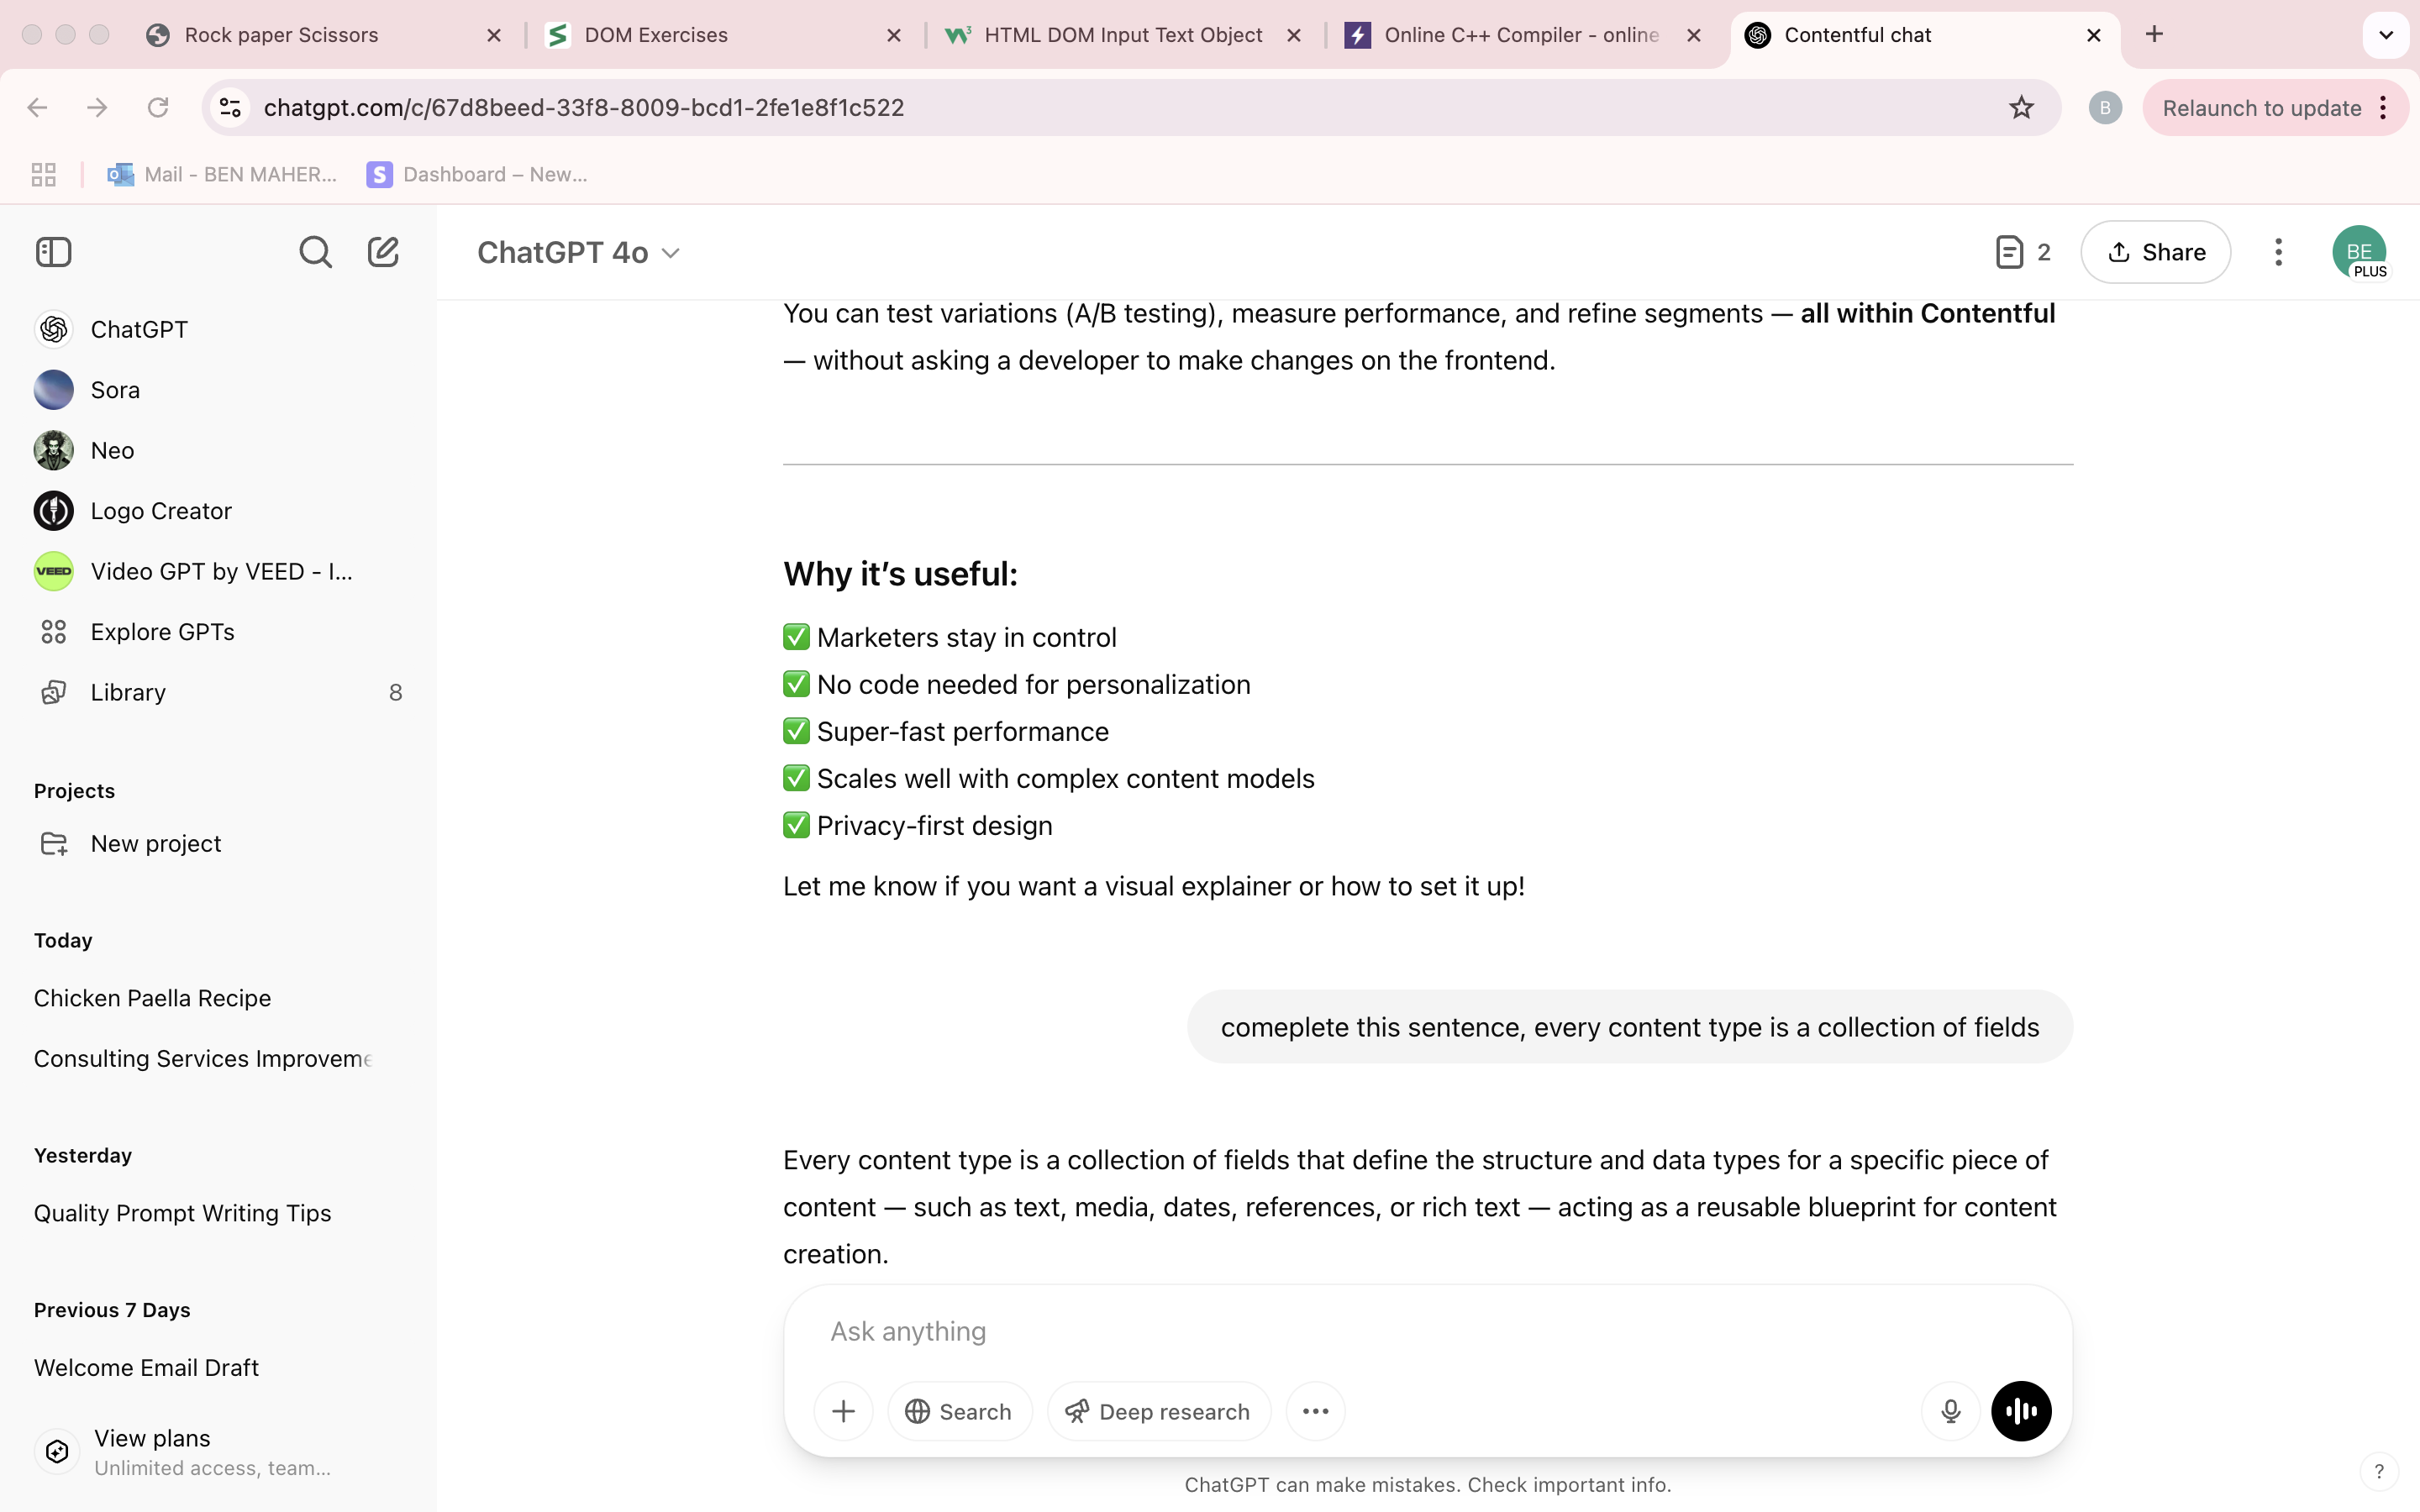 Rock paper Scissors
DOM Exercises
HTML DOM Input Text Object
Online C++ Compiler - online
Contentful chat
chatgpt.com/c/67d8beed-33f8-8009-bcd1-2fe1e8f1c522
B
Relaunch to update
Mail - BEN MAHER...
S
Dashboard – New...
ChatGPT 4o
2
Share
BE
PLUS
ChatGPT
Sora
Neo
Logo Creator
VEED
Video GPT by VEED - I...
Explore GPTs
Library
8
Projects
New project
Today
Chicken Paella Recipe
Consulting Services Improveme
Yesterday
Quality Prompt Writing Tips
Previous 7 Days
Welcome Email Draft
View plans
Unlimited access, team...
You can test variations (A/B testing), measure performance, and refine segments — all within Contentful
— without asking a developer to make changes on the frontend.
Why it’s useful:
✅ Marketers stay in control
✅ No code needed for personalization
✅ Super-fast performance
✅ Scales well with complex content models
✅ Privacy-first design
Let me know if you want a visual explainer or how to set it up!
comeplete this sentence, every content type is a collection of fields
Every content type is a collection of fields that define the structure and data types for a specific piece of
content — such as text, media, dates, references, or rich text — acting as a reusable blueprint for content
creation.
Ask anything
Search
Deep research
ChatGPT can make mistakes. Check important info.
?